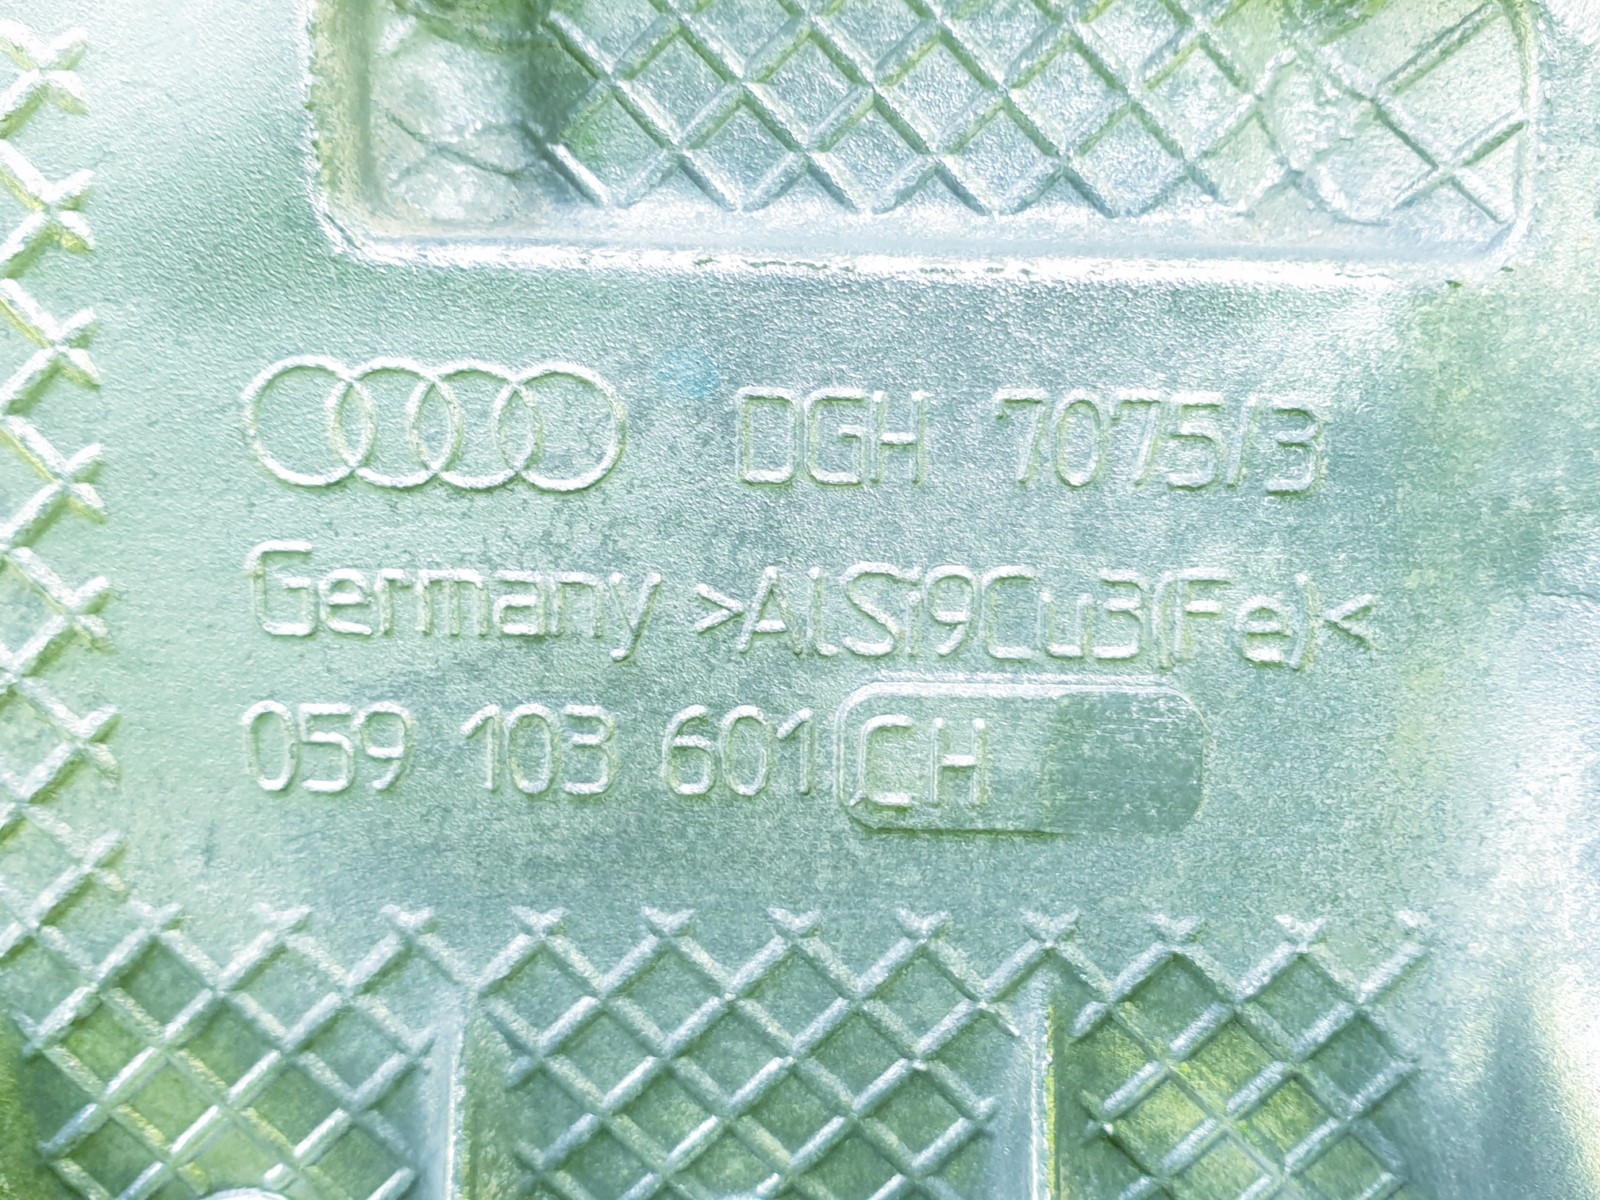 DGH 7075/3
Germany >AlSi9Cu3(Fe)<
059 103 601 CH